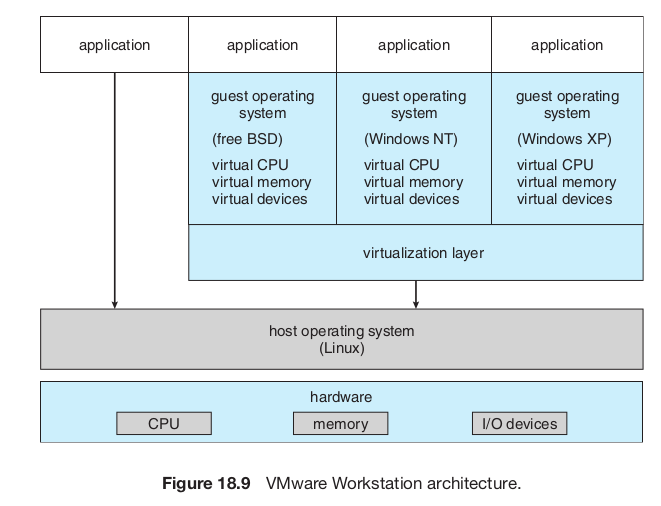 application
application
application
application
guest operating
system
(free BSD)
virtual CPU
virtual memory
virtual devices
guest operating
system
(Windows NT)
virtual CPU
virtual memory
virtual devices
guest operating
system
(Windows XP)
virtual CPU
virtual memory
virtual devices
virtualization layer
host operating system
(Linux)
hardware
CPU
memory
I/O devices
Figure 18.9 VMware Workstation architecture.